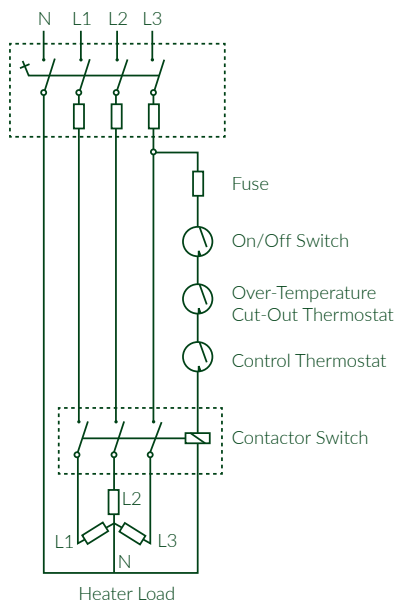 N L1 L2 L3
Fuse
On/Off Switch
Over-Temperature
Cut-Out Thermostat
Control Thermostat
Contactor Switch
L2
L1
L3
N
Heater Load